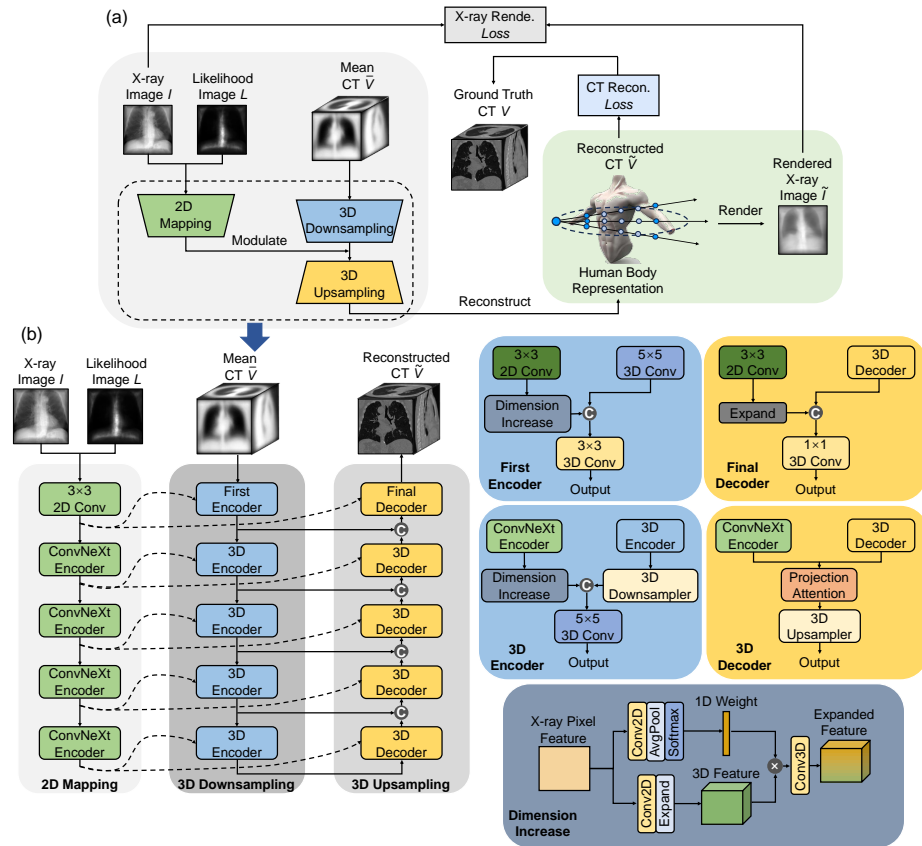 (a)
X-ray Rende.
Loss
X-ray
Image I
Likelihood
Image L
Mean
CT V̄
Ground Truth
CT V
CT Recon.
Loss
Reconstructed
CT Ṽ
Rendered
X-ray
Image Ĩ
2D
Mapping
3D
Downsampling
Modulate
3D
Upsampling
Render
Human Body
Representation
Reconstruct
(b)
X-ray
Image I
Likelihood
Image L
Mean
CT V̄
Reconstructed
CT Ṽ
3×3
2D Conv
First
Encoder
Final
Decoder
C
ConvNeXt
Encoder
3D
Encoder
3D
Decoder
C
ConvNeXt
Encoder
3D
Encoder
3D
Decoder
C
ConvNeXt
Encoder
3D
Encoder
3D
Decoder
C
ConvNeXt
Encoder
3D
Encoder
3D
Decoder
2D Mapping
3D Downsampling
3D Upsampling
3×3
2D Conv
5×5
3D Conv
Dimension
Increase
C
3×3
3D Conv
First
Encoder
Output
3×3
2D Conv
3D
Decoder
Expand
C
1×1
3D Conv
Final
Decoder
Output
ConvNeXt
Encoder
3D
Encoder
Dimension
Increase
C
3D
Downsampler
5×5
3D Conv
3D
Encoder
Output
ConvNeXt
Encoder
3D
Decoder
Projection
Attention
3D
Upsampler
3D
Decoder
Output
X-ray Pixel
Feature
Conv2D
AvgPool
Softmax
1D Weight
Expanded
Feature
Conv2D
Expand
3D Feature
×
Conv3D
Dimension
Increase